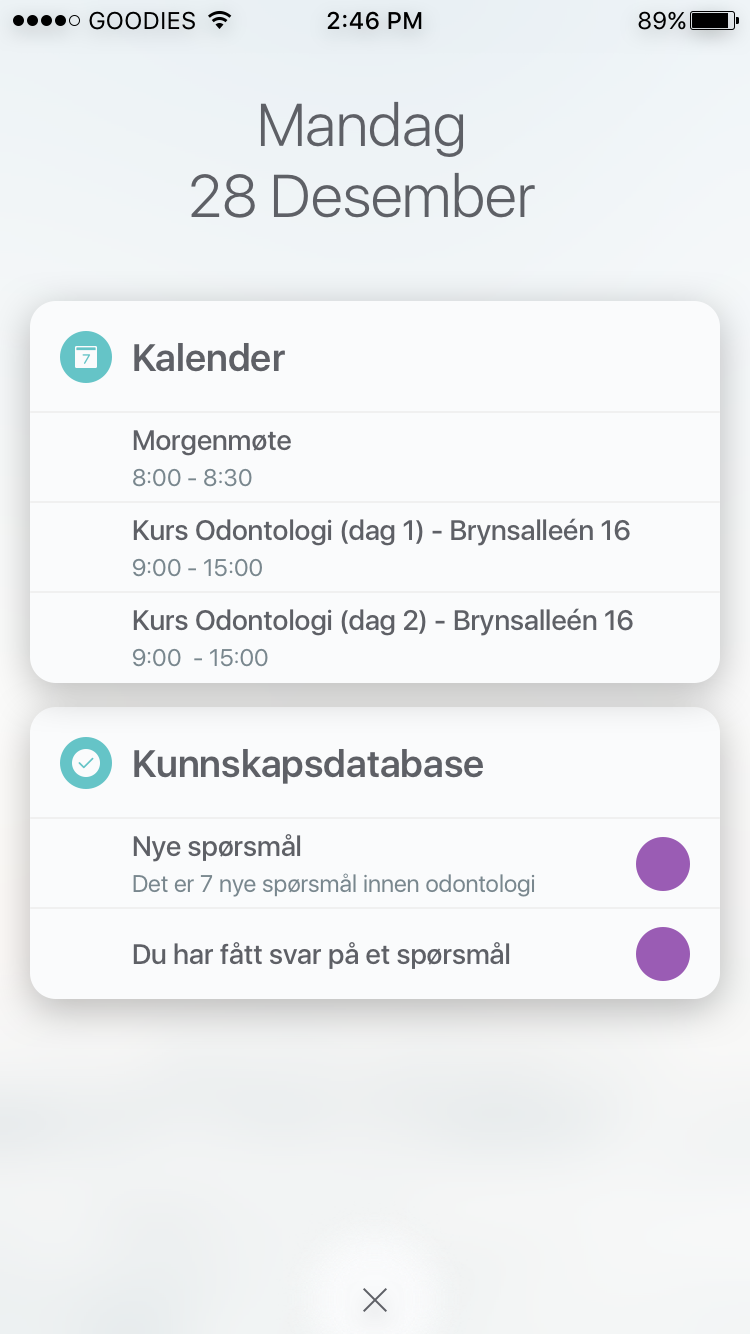 GOODIES 2:46 PM 89%
Mandag
28 Desember
7 Kalender
Morgenmøte
8:00 - 8:30
Kurs Odontologi (dag 1) - Brynsalleén 16
9:00 - 15:00
Kurs Odontologi (dag 2) - Brynsalleén 16
9:00  - 15:00
Kunnskapsdatabase
Nye spørsmål
Det er 7 nye spørsmål innen odontologi
Du har fått svar på et spørsmål